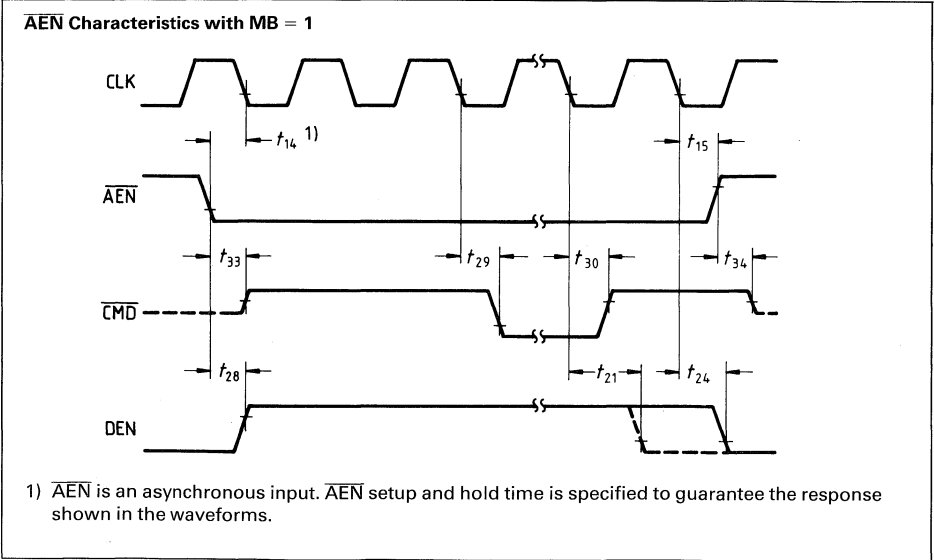 AEN Characteristics with MB = 1
CLK
t14 1)
t15
AEN
t33
t29
t30
t34
CMD
t28
t21
t24
DEN
1) AEN is an asynchronous input. AEN setup and hold time is specified to guarantee the response
shown in the waveforms.